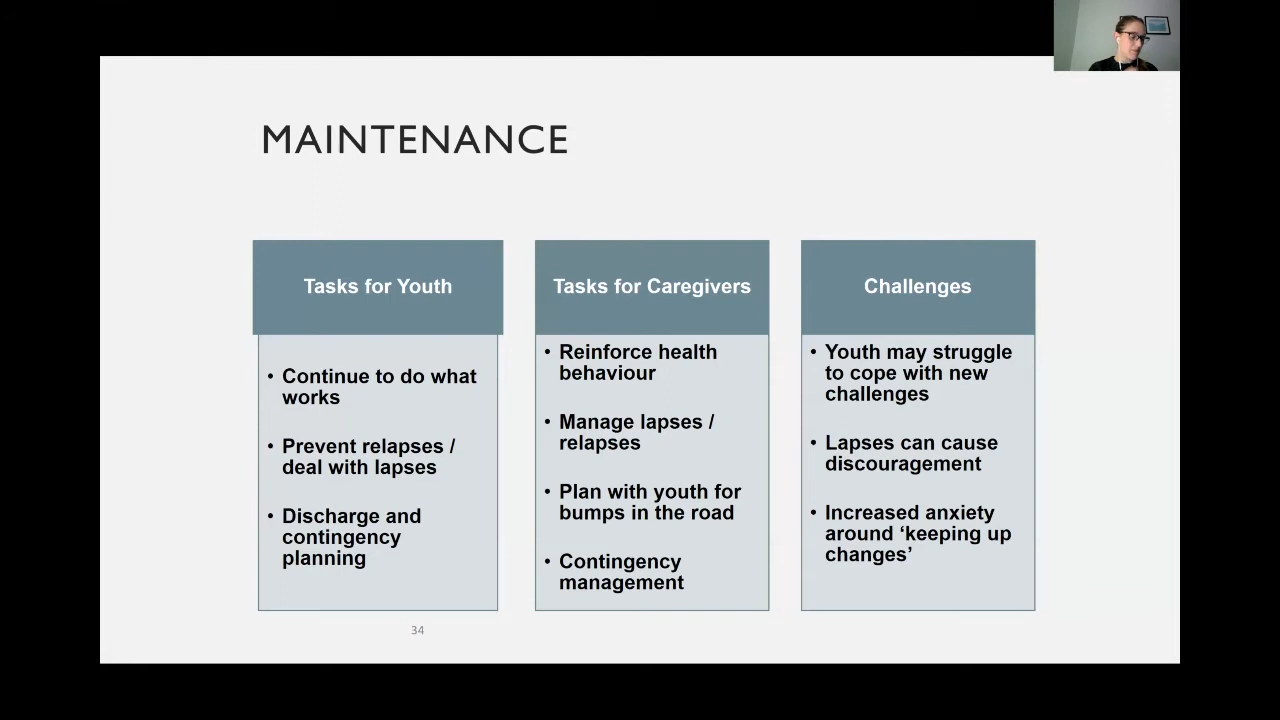 MAINTENANCE
Tasks for Youth
• Continue to do what
works
• Prevent relapses /
deal with lapses
• Discharge and
contingency
planning
Tasks for Caregivers
• Reinforce health
behaviour
• Manage lapses /
relapses
• Plan with youth for
bumps in the road
• Contingency
management
Challenges
• Youth may struggle
to cope with new
challenges
• Lapses can cause
discouragement
• Increased anxiety
around ‘keeping up
changes’
34